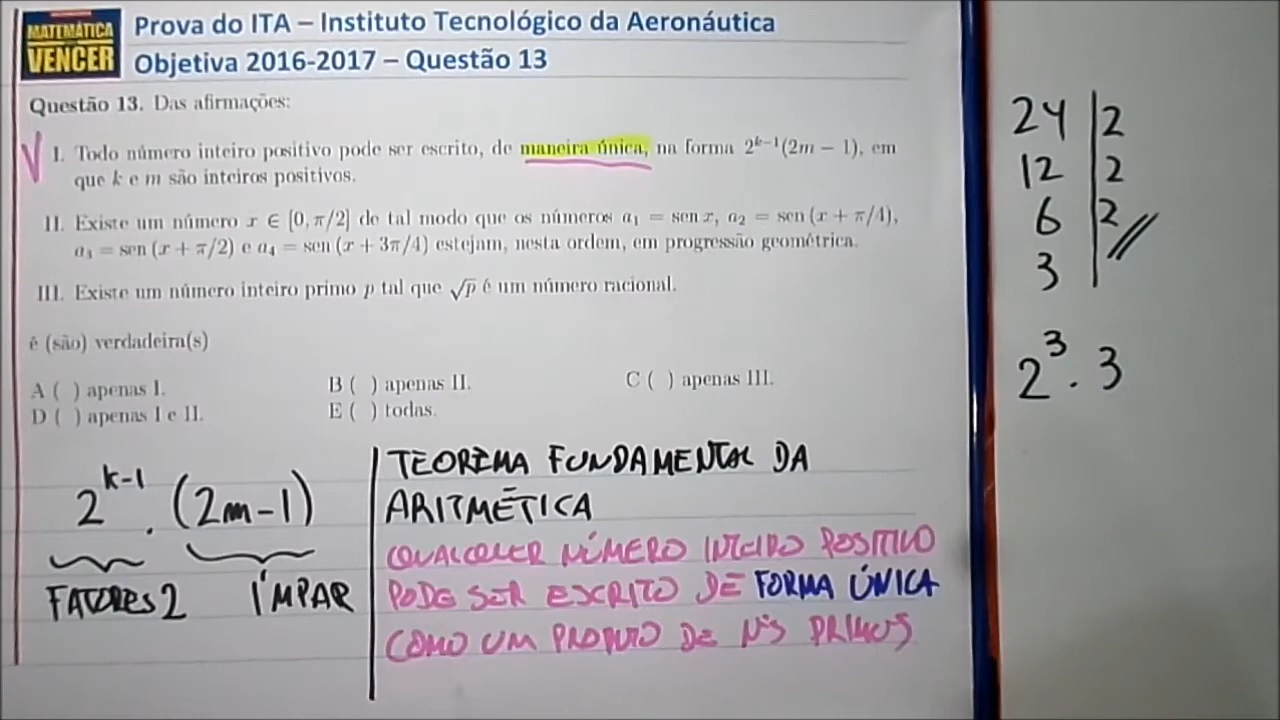 MATEMÁTICA
VENCER
Prova do ITA – Instituto Tecnológico da Aeronáutica
Objetiva 2016-2017 – Questão 13
Questão 13. Das afirmações:
V I. Todo número inteiro positivo pode ser escrito, de maneira única, na forma 2^{k−1}(2m − 1), em
que k e m são inteiros positivos.
II. Existe um número x ∈ [0, π/2] de tal modo que os números a₁ = sen x, a₂ = sen (x + π/4),
a₃ = sen (x + π/2) e a₄ = sen (x + 3π/4) estejam, nesta ordem, em progressão geométrica.
III. Existe um número inteiro primo p tal que √p é um número racional.
é (são) verdadeira(s)
A ( ) apenas I. B ( ) apenas II. C ( ) apenas III.
D ( ) apenas I e II. E ( ) todas.
2^{k-1} . (2m-1)
FATORES 2 ÍMPAR
TEOREMA FUNDAMENTAL DA
ARITMÉTICA
QUALQUER NÚMERO INTEIRO POSITIVO
PODE SER ESCRITO DE FORMA ÚNICA
COMO UM PRODUTO DE Nºs PRIMOS
24 | 2
12 | 2
6 | 2 //
3 |
2³ . 3